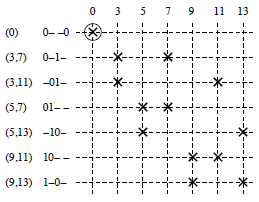 0 3 5 7 9 11 13
(0) 0– –0
(3,7) 0–1–
(3,11) –01–
(5,7) 01– –
(5,13) –10–
(9,11) 10– –
(9,13) 1–0–